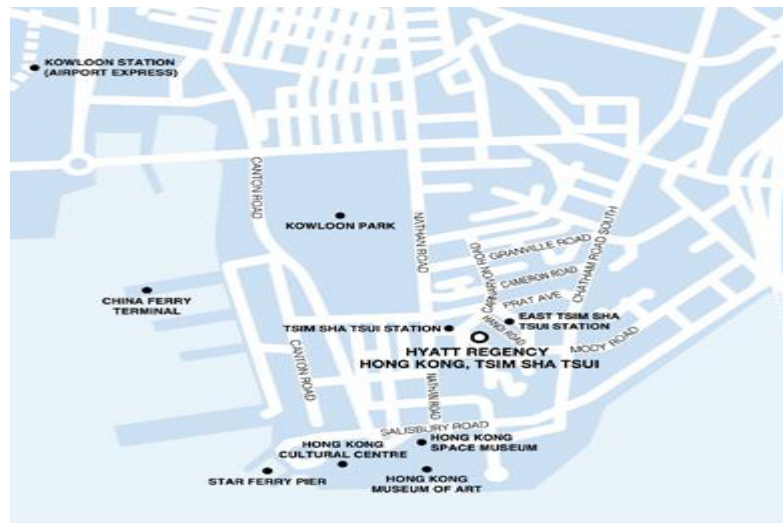 KOWLOON STATION
(AIRPORT EXPRESS)
CANTON ROAD
KOWLOON PARK
NATHAN ROAD
CARNARVON ROAD
GRANVILLE ROAD
CAMERON ROAD
CHATHAM ROAD SOUTH
PRAT AVE
HANOI ROAD
CHINA FERRY
TERMINAL
TSIM SHA TSUI STATION
EAST TSIM SHA
TSUI STATION
MODY ROAD
HYATT REGENCY
HONG KONG, TSIM SHA TSUI
CANTON ROAD
NATHAN ROAD
SALISBURY ROAD
HONG KONG
CULTURAL CENTRE
HONG KONG
SPACE MUSEUM
STAR FERRY PIER
HONG KONG
MUSEUM OF ART